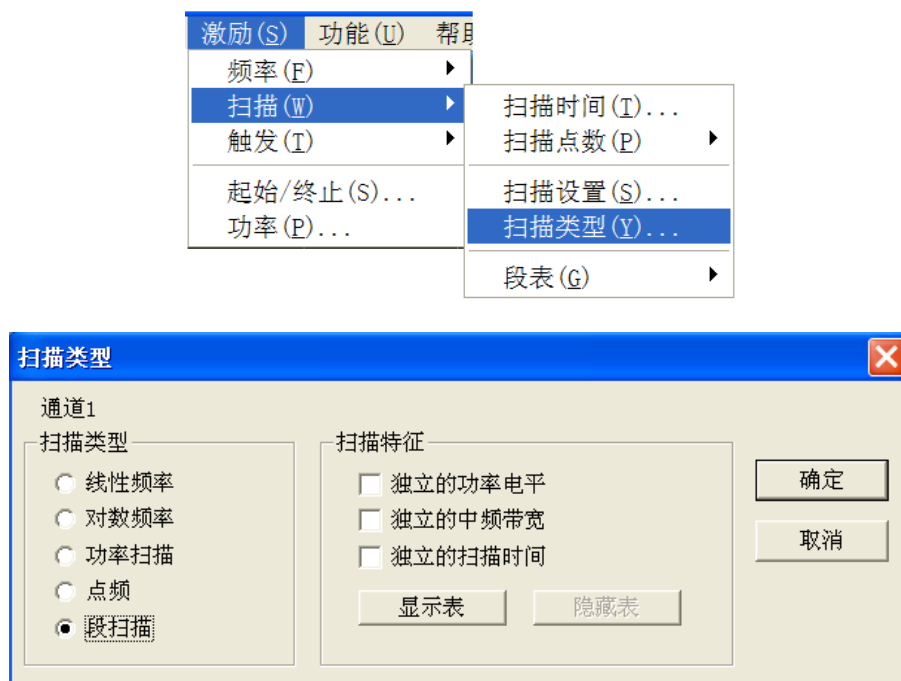 激励(S) 功能(U) 帮
频率(F)
扫描(W)
触发(T)
起始/终止(S)...
功率(P)...
扫描时间(T)...
扫描点数(P)
扫描设置(S)...
扫描类型(Y)...
段表(G)
扫描类型
通道1
扫描类型
线性频率
对数频率
功率扫描
点频
段扫描
扫描特征
独立的功率电平
独立的中频带宽
独立的扫描时间
显示表 隐藏表
确定
取消